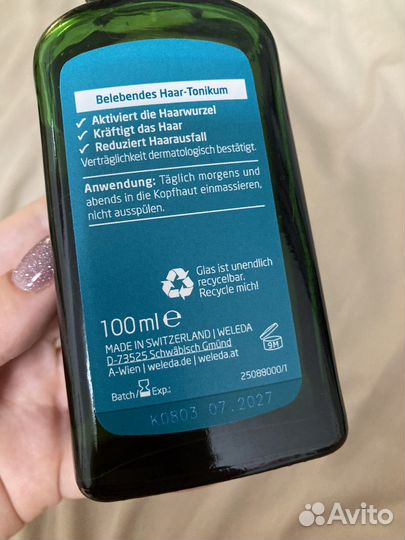 Belebendes Haar-Tonikum
✓ Aktiviert die Haarwurzel
✓ Kräftigt das Haar
✓ Reduziert Haarausfall
Verträglichkeit dermatologisch bestätigt.
Anwendung: Täglich morgens und
abends in die Kopfhaut einmassieren,
nicht ausspülen.
Glas ist unendlich
recycelbar.
Recycle mich!
100 ml ℮
MADE IN SWITZERLAND | WELEDA
D-73525 Schwäbisch Gmünd
A-Wien | weleda.de | weleda.at
9M
Batch/ Exp.:
25088000/1
K0803 07.2027
Avito